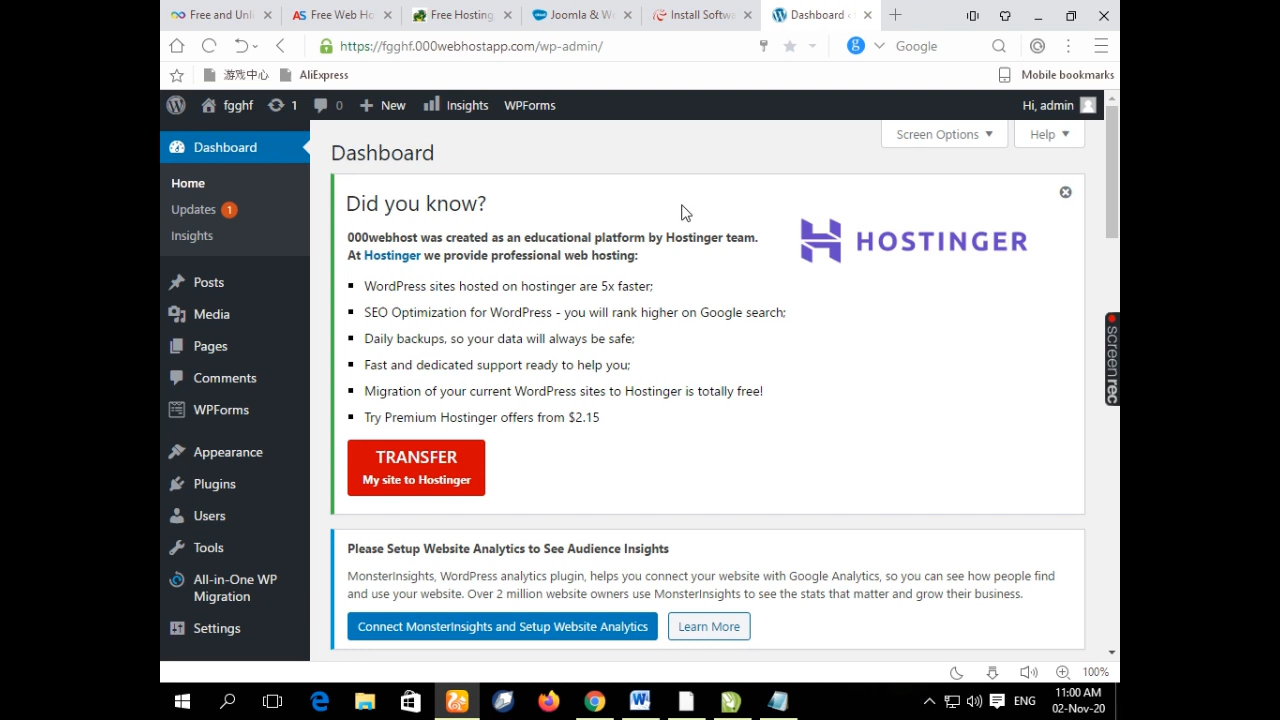 Free and Unl
Free Web Ho
Free Hosting,
Joomla & W
Install Softwa
Dashboard ‹
https://fgghf.000webhostapp.com/wp-admin/
Google
游戏中心
AliExpress
Mobile bookmarks
fgghf
1
0
New
Insights
WPForms
Hi, admin
Screen Options
Help
Dashboard
Home
Updates 1
Insights
Posts
Media
Pages
Comments
WPForms
Appearance
Plugins
Users
Tools
All-in-One WP
Migration
Settings
Dashboard
Did you know?
000webhost was created as an educational platform by Hostinger team.
At Hostinger we provide professional web hosting:
WordPress sites hosted on hostinger are 5x faster;
SEO Optimization for WordPress - you will rank higher on Google search;
Daily backups, so your data will always be safe;
Fast and dedicated support ready to help you;
Migration of your current WordPress sites to Hostinger is totally free!
Try Premium Hostinger offers from $2.15
TRANSFER
My site to Hostinger
HOSTINGER
Please Setup Website Analytics to See Audience Insights
MonsterInsights, WordPress analytics plugin, helps you connect your website with Google Analytics, so you can see how people find
and use your website. Over 2 million website owners use MonsterInsights to see the stats that matter and grow their business.
Connect MonsterInsights and Setup Website Analytics
Learn More
screenrec
100%
ENG
11:00 AM
02-Nov-20